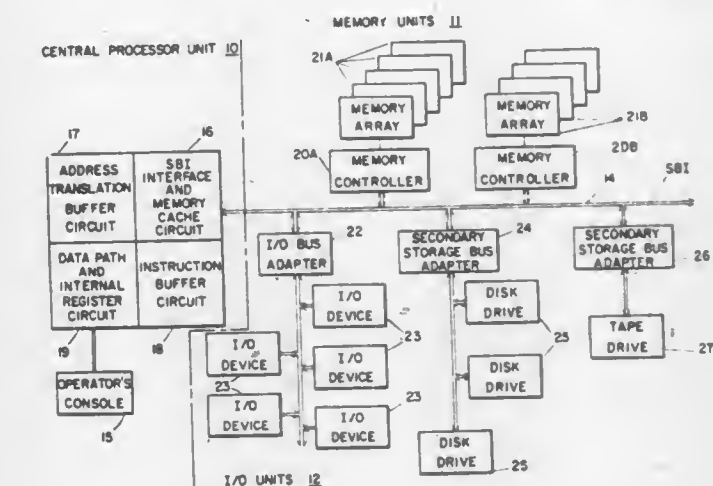 MEMORY UNITS 11
CENTRAL PROCESSOR UNIT 10
21A
MEMORY
ARRAY
MEMORY
ARRAY
21B
17
16
20A
MEMORY
CONTROLLER
MEMORY
CONTROLLER
20B
14
SBI
ADDRESS
TRANSLATION
BUFFER
CIRCUIT
SBI
INTERFACE
AND
MEMORY
CACHE
CIRCUIT
DATA PATH
AND
INTERNAL
REGISTER
CIRCUIT
INSTRUCTION
BUFFER
CIRCUIT
19
18
OPERATOR'S
CONSOLE
15
22
I/O BUS
ADAPTER
SECONDARY
STORAGE BUS
ADAPTER
24
SECONDARY
STORAGE BUS
ADAPTER
26
I/O
DEVICE
23
I/O
DEVICE
I/O
DEVICE
23
I/O
DEVICE
I/O
DEVICE
23
DISK
DRIVE
25
DISK
DRIVE
DISK
DRIVE
25
TAPE
DRIVE
27
I/O UNITS 12